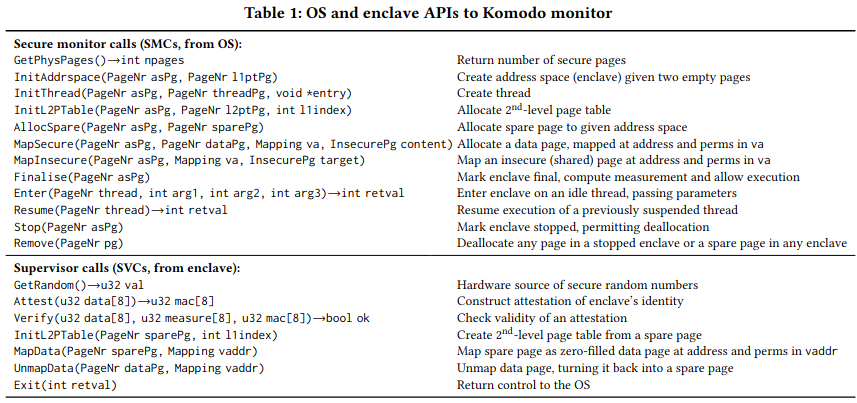 Table 1: OS and enclave APIs to Komodo monitor
Secure monitor calls (SMCs, from OS):
GetPhysPages()→int npages Return number of secure pages
InitAddrspace(PageNr asPg, PageNr l1ptPg) Create address space (enclave) given two empty pages
InitThread(PageNr asPg, PageNr threadPg, void *entry) Create thread
InitL2PTable(PageNr asPg, PageNr l2ptPg, int l1index) Allocate 2nd-level page table
AllocSpare(PageNr asPg, PageNr sparePg) Allocate spare page to given address space
MapSecure(PageNr asPg, PageNr dataPg, Mapping va, InsecurePg content) Allocate a data page, mapped at address and perms in va
MapInsecure(PageNr asPg, Mapping va, InsecurePg target) Map an insecure (shared) page at address and perms in va
Finalise(PageNr asPg) Mark enclave final, compute measurement and allow execution
Enter(PageNr thread, int arg1, int arg2, int arg3)→int retval Enter enclave on an idle thread, passing parameters
Resume(PageNr thread)→int retval Resume execution of a previously suspended thread
Stop(PageNr asPg) Mark enclave stopped, permitting deallocation
Remove(PageNr pg) Deallocate any page in a stopped enclave or a spare page in any enclave
Supervisor calls (SVCs, from enclave):
GetRandom()→u32 val Hardware source of secure random numbers
Attest(u32 data[8])→u32 mac[8] Construct attestation of enclave's identity
Verify(u32 data[8], u32 measure[8], u32 mac[8])→bool ok Check validity of an attestation
InitL2PTable(PageNr sparePg, int l1index) Create 2nd-level page table from a spare page
MapData(PageNr sparePg, Mapping vaddr) Map spare page as zero-filled data page at address and perms in vaddr
UnmapData(PageNr dataPg, Mapping vaddr) Unmap data page, turning it back into a spare page
Exit(int retval) Return control to the OS